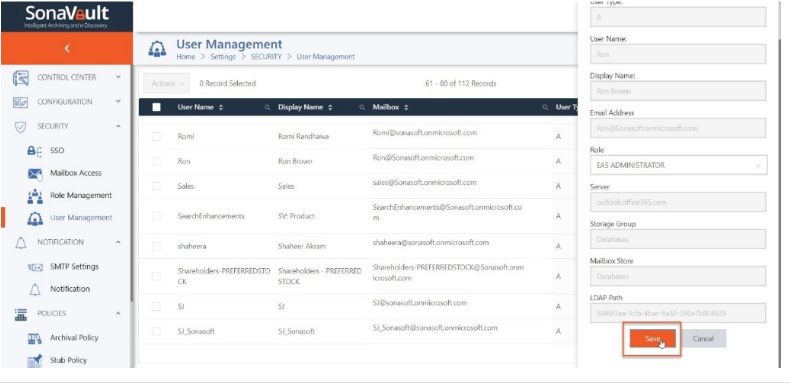 SonaVault
Intelligent Archiving and e-Discovery
CONTROL CENTER
CONFIGURATION
SECURITY
SSO
Mailbox Access
Role Management
User Management
NOTIFICATION
SMTP Settings
Notification
POLICIES
Archival Policy
Stub Policy
User Management
Home > Settings > SECURITY > User Management
Actions 0 Record Selected 61 - 80 of 112 Records
User Name Display Name Mailbox User Ty
Romi Romi Randhawa Romi@sonasoft.onmicrosoft.com A
Ron Ron Brown Ron@Sonasoft.onmicrosoft.com A
Sales Sales sales@Sonasoft.onmicrosoft.com A
SearchEnhancements SV: Product SearchEnhancements@Sonasoft.onmicrosoft.co
m A
shaheera Shaheer Akram shaheera@sonasoft.onmicrosoft.com A
Shareholders-PREFERREDSTO Shareholders - PREFERRED Shareholders-PREFERREDSTOCK@Sonasoft.onm
CK STOCK icrosoft.com A
SJ SJ SJ@sonasoft.onmicrosoft.com A
SJ_Sonasoft SJ_Sonasoft SJ_Sonasoft@sonasoft.onmicrosoft.com A
User Type:
A
User Name:
Ron
Display Name:
Ron Brown
Email Address
Ron@Sonasoft.onmicrosoft.com
Role
EAS ADMINISTRATOR
Server
outlook.office365.com
Storage Group
Databases
Mailbox Store
Databases
LDAP Path
Save Cancel